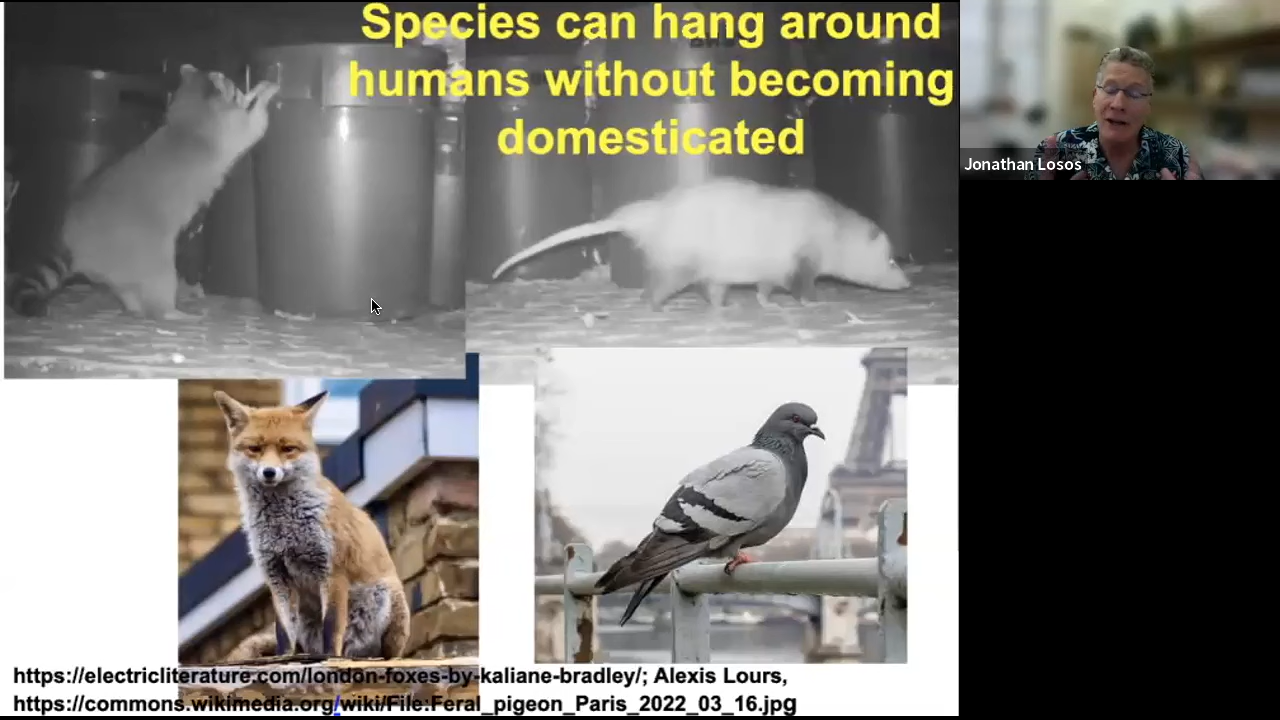 Species can hang around
humans without becoming
domesticated
Jonathan Losos
https://electricliterature.com/london-foxes-by-kaliane-bradley/; Alexis Lours,
https://commons.wikimedia.org/wiki/File:Feral_pigeon_Paris_2022_03_16.jpg